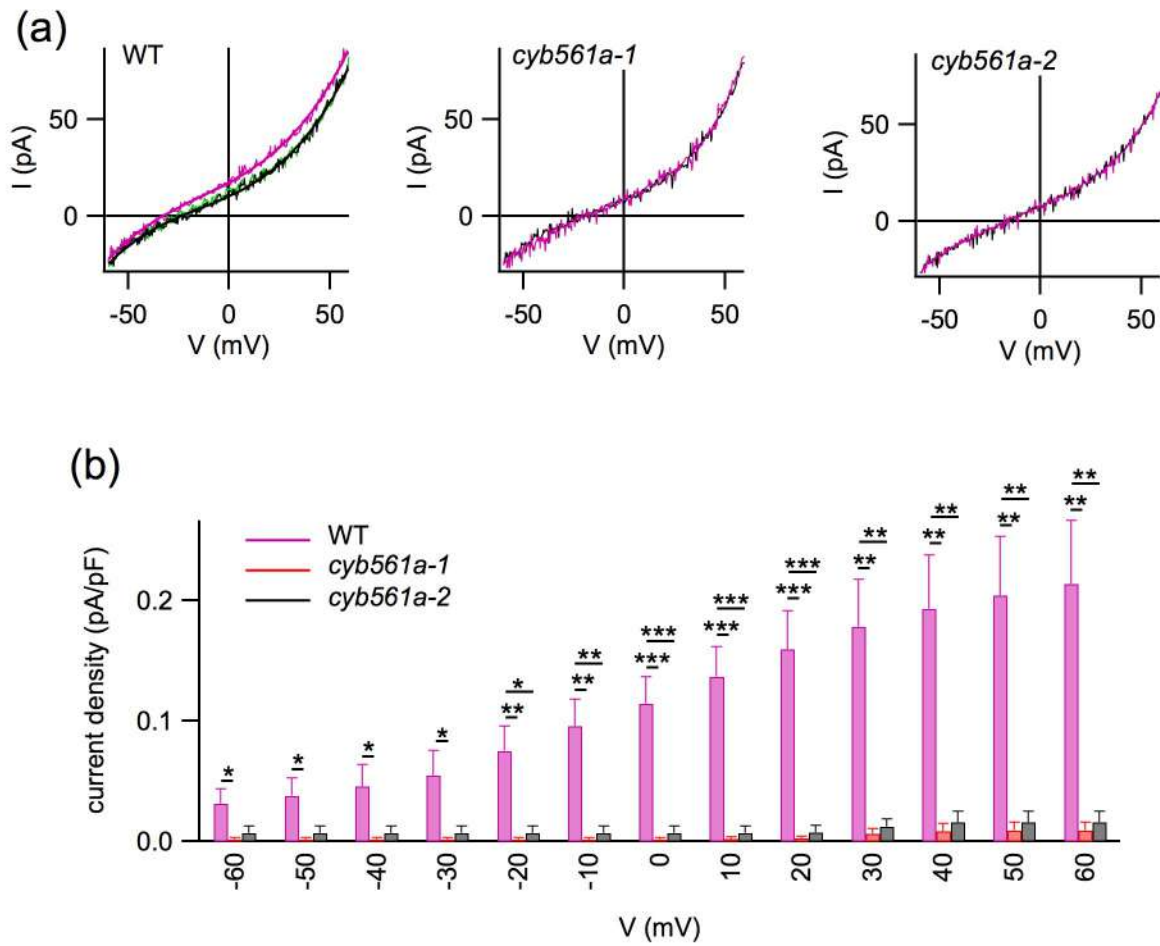 (a)
WT
cyb561a-1
cyb561a-2
50
0
I (pA)
-50 0 50
V (mV)
50
0
I (pA)
-50 0 50
V (mV)
50
0
I (pA)
-50 0 50
V (mV)
(b)
WT
cyb561a-1
cyb561a-2
current density (pA/pF)
0.2
0.1
0.0
* * * * * ** ** *** *** *** ** ** ** **
** ** *** *** *** ** ** ** **
-60 -50 -40 -30 -20 -10 0 10 20 30 40 50 60
V (mV)